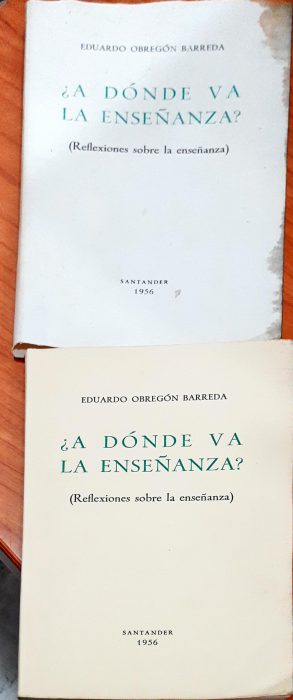 EDUARDO OBREGÓN BARREDA
¿A DÓNDE VA
LA ENSEÑANZA?
(Reflexiones sobre la enseñanza)
SANTANDER
1956
EDUARDO OBREGÓN BARREDA
¿A DÓNDE VA
LA ENSEÑANZA?
(Reflexiones sobre la enseñanza)
SANTANDER
1956